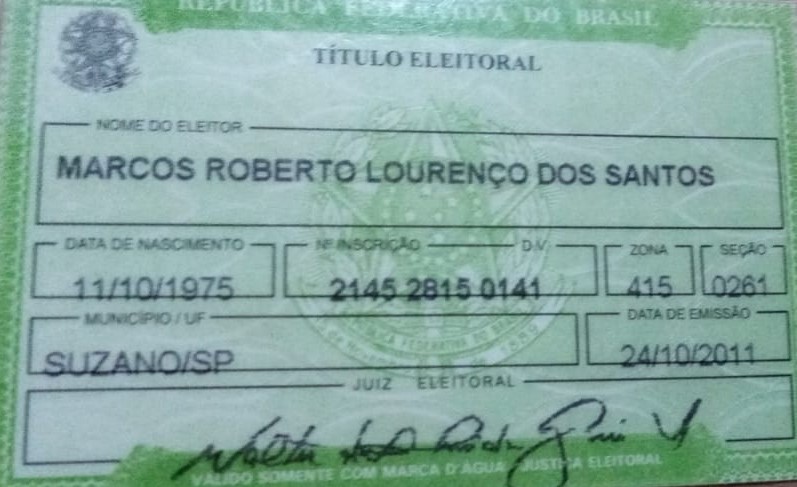 REPÚBLICA FEDERATIVA DO BRASIL
TÍTULO ELEITORAL
NOME DO ELEITOR
MARCOS ROBERTO LOURENÇO DOS SANTOS
DATA DE NASCIMENTO Nº INSCRIÇÃO D.V. ZONA SEÇÃO
11/10/1975 2145 2815 0141 415 0261
MUNICÍPIO / UF DATA DE EMISSÃO
SUZANO/SP 24/10/2011
JUIZ ELEITORAL
VÁLIDO SOMENTE COM MARCA D'ÁGUA JUSTIÇA ELEITORAL